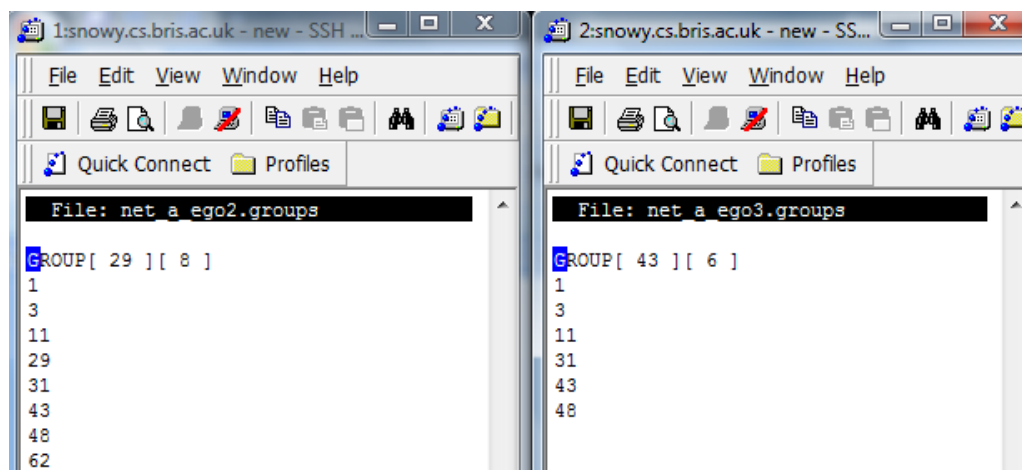 1:snowy.cs.bris.ac.uk - new - SSH ...
File Edit View Window Help
Quick Connect Profiles
File: net_a_ego2.groups
GROUP[ 29 ][ 8 ]
1
3
11
29
31
43
48
62
2:snowy.cs.bris.ac.uk - new - SS...
File Edit View Window Help
Quick Connect Profiles
File: net_a_ego3.groups
GROUP[ 43 ][ 6 ]
1
3
11
31
43
48